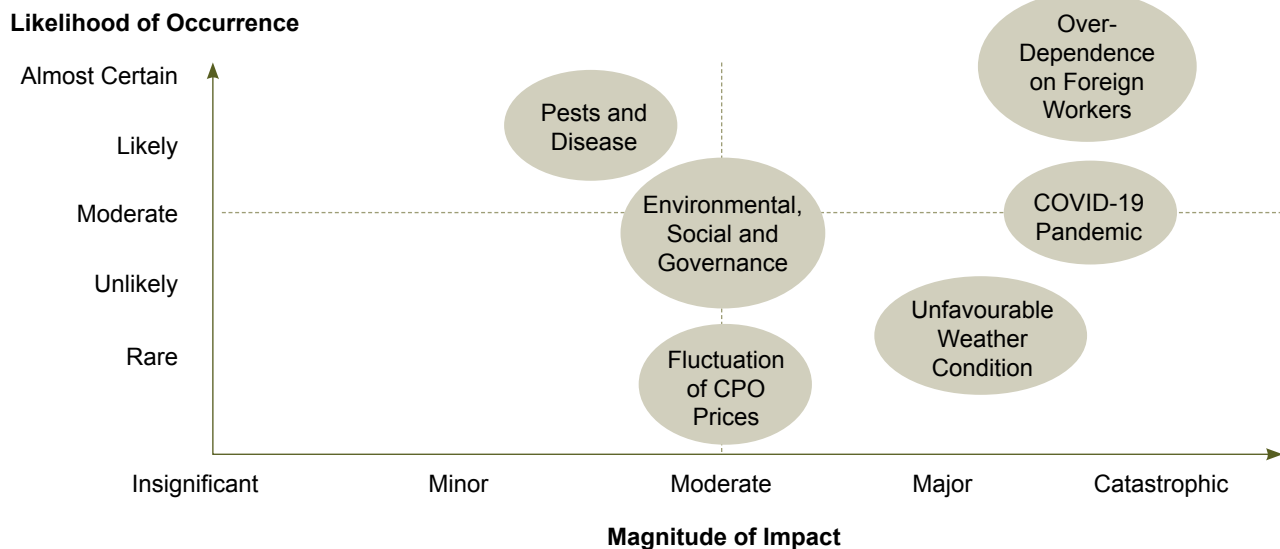 Likelihood of Occurrence
Almost Certain
Likely
Moderate
Unlikely
Rare
Over-
Dependence
on Foreign
Workers
Pests and
Disease
Environmental,
Social and
Governance
COVID-19
Pandemic
Unfavourable
Weather
Condition
Fluctuation
of CPO
Prices
Insignificant
Minor
Moderate
Major
Catastrophic
Magnitude of Impact